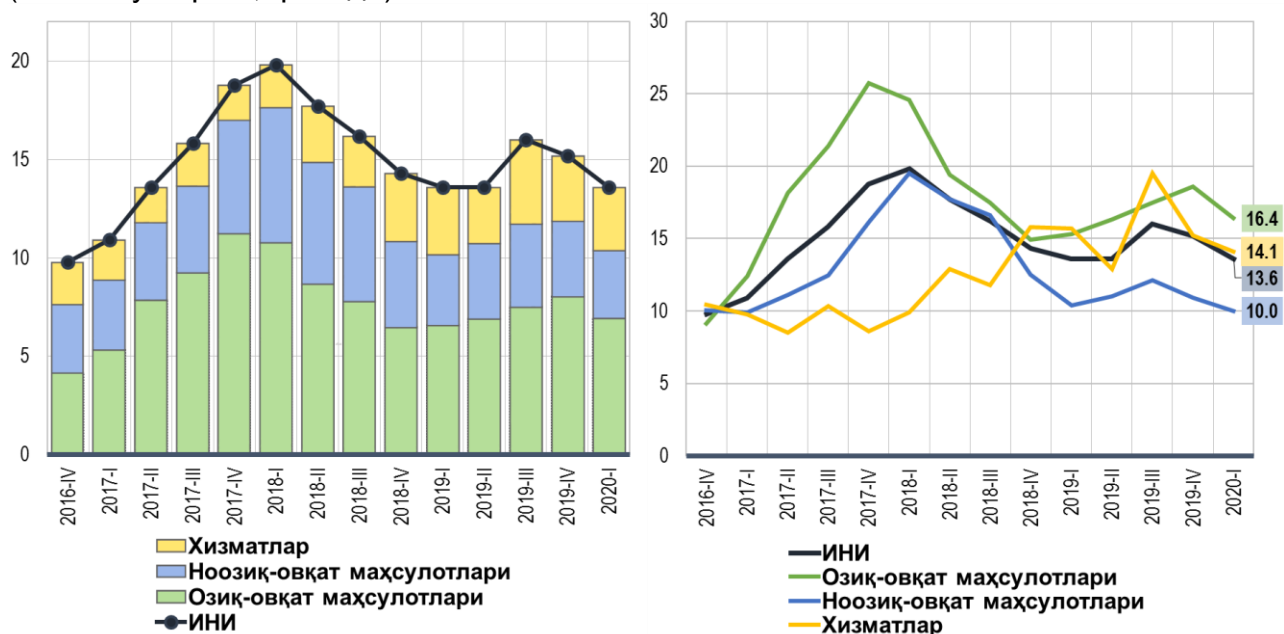 20
15
10
5
0
2016-IV
2017-I
2017-II
2017-III
2017-IV
2018-I
2018-II
2018-III
2018-IV
2019-I
2019-II
2019-III
2019-IV
2020-I
Хизматлар
Ноозиқ-овқат маҳсулотлари
Озиқ-овқат маҳсулотлари
ИНИ
30
25
20
15
10
5
0
16.4
14.1
13.6
10.0
2016-IV
2017-I
2017-II
2017-III
2017-IV
2018-I
2018-II
2018-III
2018-IV
2019-I
2019-II
2019-III
2019-IV
2020-I
ИНИ
Озиқ-овқат маҳсулотлари
Ноозиқ-овқат маҳсулотлари
Хизматлар